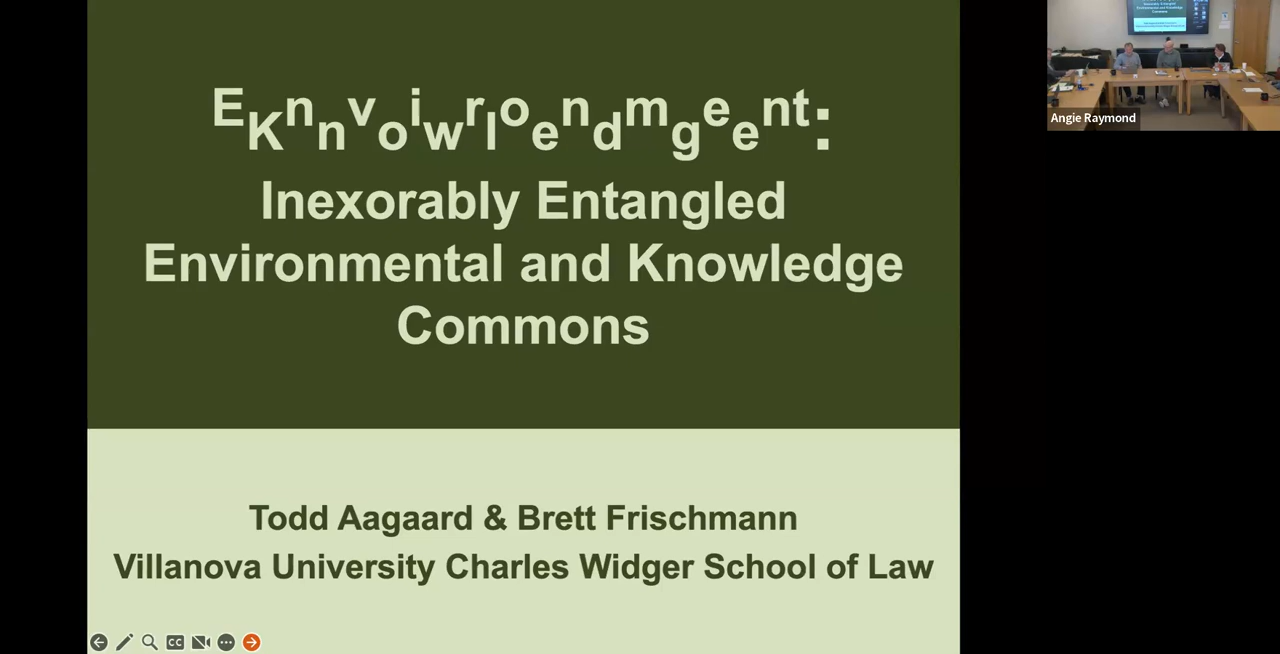 EKnnvoiwrloendmgeent:
Inexorably Entangled
Environmental and Knowledge
Commons
Todd Aagaard & Brett Frischmann
Villanova University Charles Widger School of Law
CC
Angie Raymond